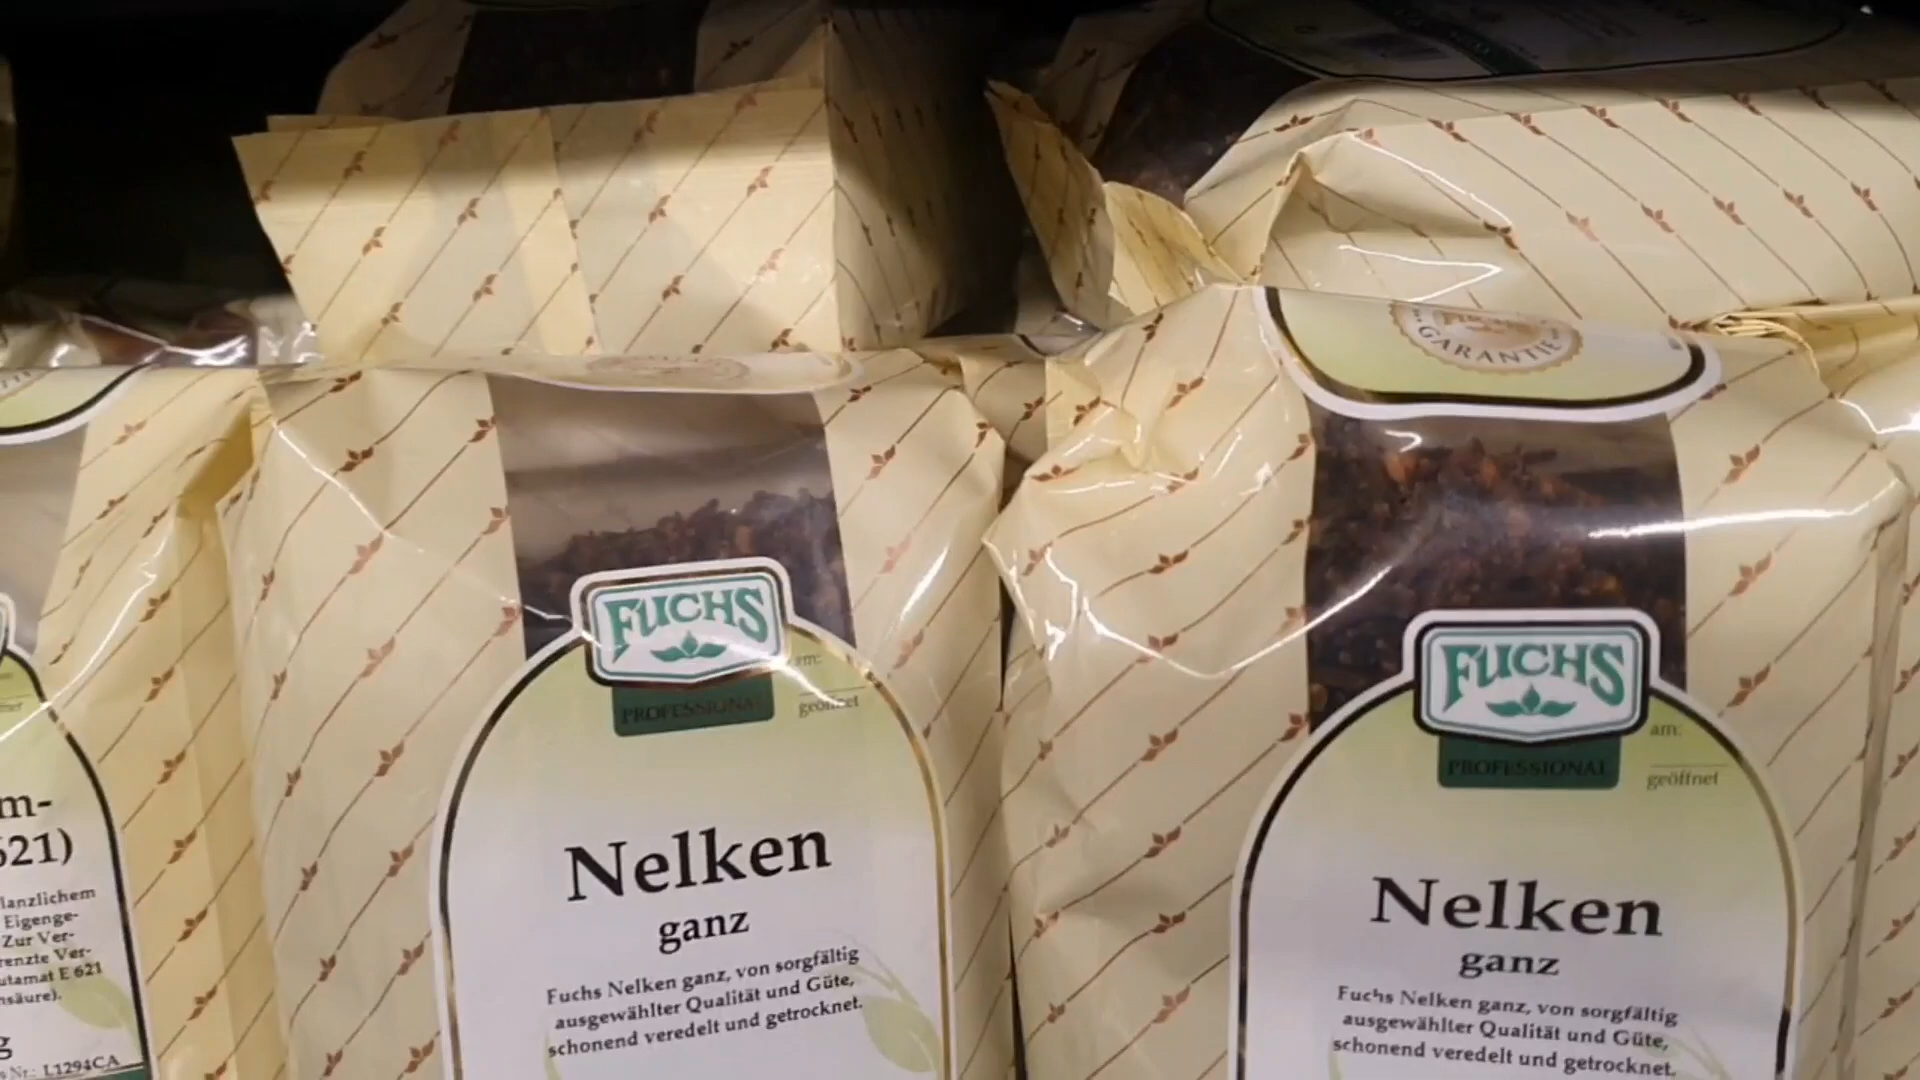 GARANTIE
FUCHS
PROFESSIONAL
am:
geöffnet
Nelken
ganz
Fuchs Nelken ganz, von sorgfältig
ausgewählter Qualität und Güte,
schonend veredelt und getrocknet.
FUCHS
PROFESSIONAL
am:
geöffnet
Nelken
ganz
Fuchs Nelken ganz, von sorgfältig
ausgewählter Qualität und Güte,
schonend veredelt und getrocknet.
m-
621)
lanzlichem
Eigenge-
Zur Ver-
renzte Ver-
utamat E 621
nsäure).
g
Nr.: L1294CA